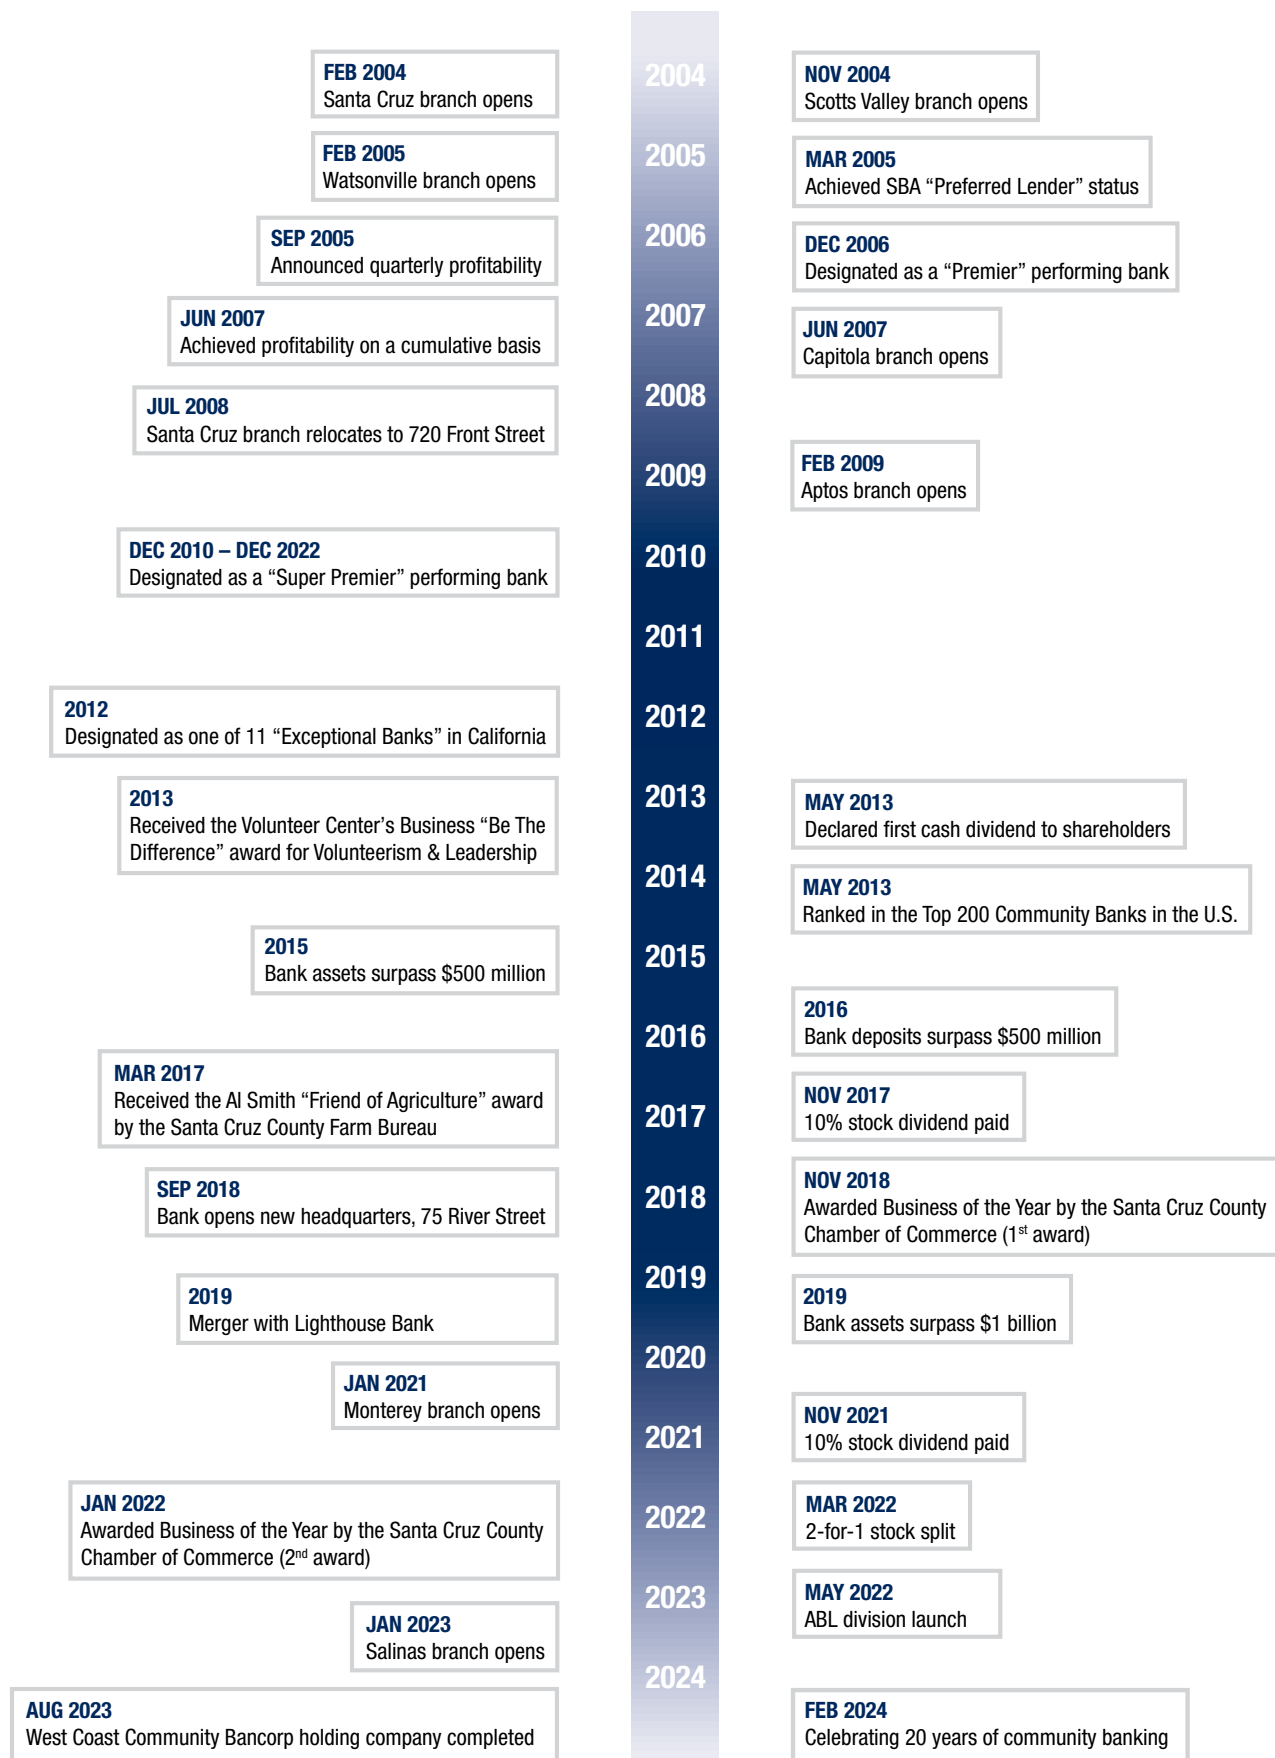 2004
FEB 2004
Santa Cruz branch opens
NOV 2004
Scotts Valley branch opens
2005
FEB 2005
Watsonville branch opens
MAR 2005
Achieved SBA “Preferred Lender” status
SEP 2005
Announced quarterly profitability
2006
DEC 2006
Designated as a “Premier” performing bank
2007
JUN 2007
Achieved profitability on a cumulative basis
JUN 2007
Capitola branch opens
2008
JUL 2008
Santa Cruz branch relocates to 720 Front Street
2009
FEB 2009
Aptos branch opens
2010
DEC 2010 – DEC 2022
Designated as a “Super Premier” performing bank
2011
2012
2012
Designated as one of 11 “Exceptional Banks” in California
2013
2013
Received the Volunteer Center’s Business “Be The
Difference” award for Volunteerism & Leadership
MAY 2013
Declared first cash dividend to shareholders
2014
MAY 2013
Ranked in the Top 200 Community Banks in the U.S.
2015
2015
Bank assets surpass $500 million
2016
2016
Bank deposits surpass $500 million
2017
MAR 2017
Received the Al Smith “Friend of Agriculture” award
by the Santa Cruz County Farm Bureau
NOV 2017
10% stock dividend paid
2018
SEP 2018
Bank opens new headquarters, 75 River Street
NOV 2018
Awarded Business of the Year by the Santa Cruz County
Chamber of Commerce (1st award)
2019
2019
Merger with Lighthouse Bank
2019
Bank assets surpass $1 billion
2020
JAN 2021
Monterey branch opens
2021
NOV 2021
10% stock dividend paid
2022
JAN 2022
Awarded Business of the Year by the Santa Cruz County
Chamber of Commerce (2nd award)
MAR 2022
2-for-1 stock split
2023
MAY 2022
ABL division launch
JAN 2023
Salinas branch opens
2024
AUG 2023
West Coast Community Bancorp holding company completed
FEB 2024
Celebrating 20 years of community banking